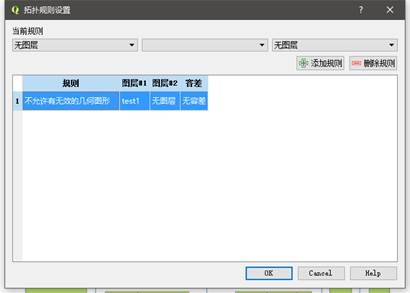 拓扑规则设置
当前规则
无图层 无图层
添加规则 删除规则
规则 图层#1 图层#2 容差
1 不允许有无效的几何图形 test1 无图层 无容差
OK Cancel Help